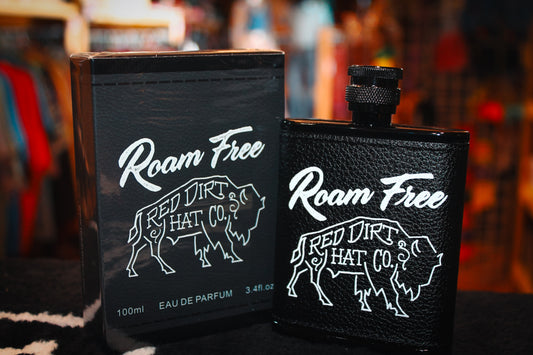 Roam Free
RED DIRT
HAT CO.
100ml EAU DE PARFUM 3.4fl.oz
Roam Free
RED DIRT
HAT CO.